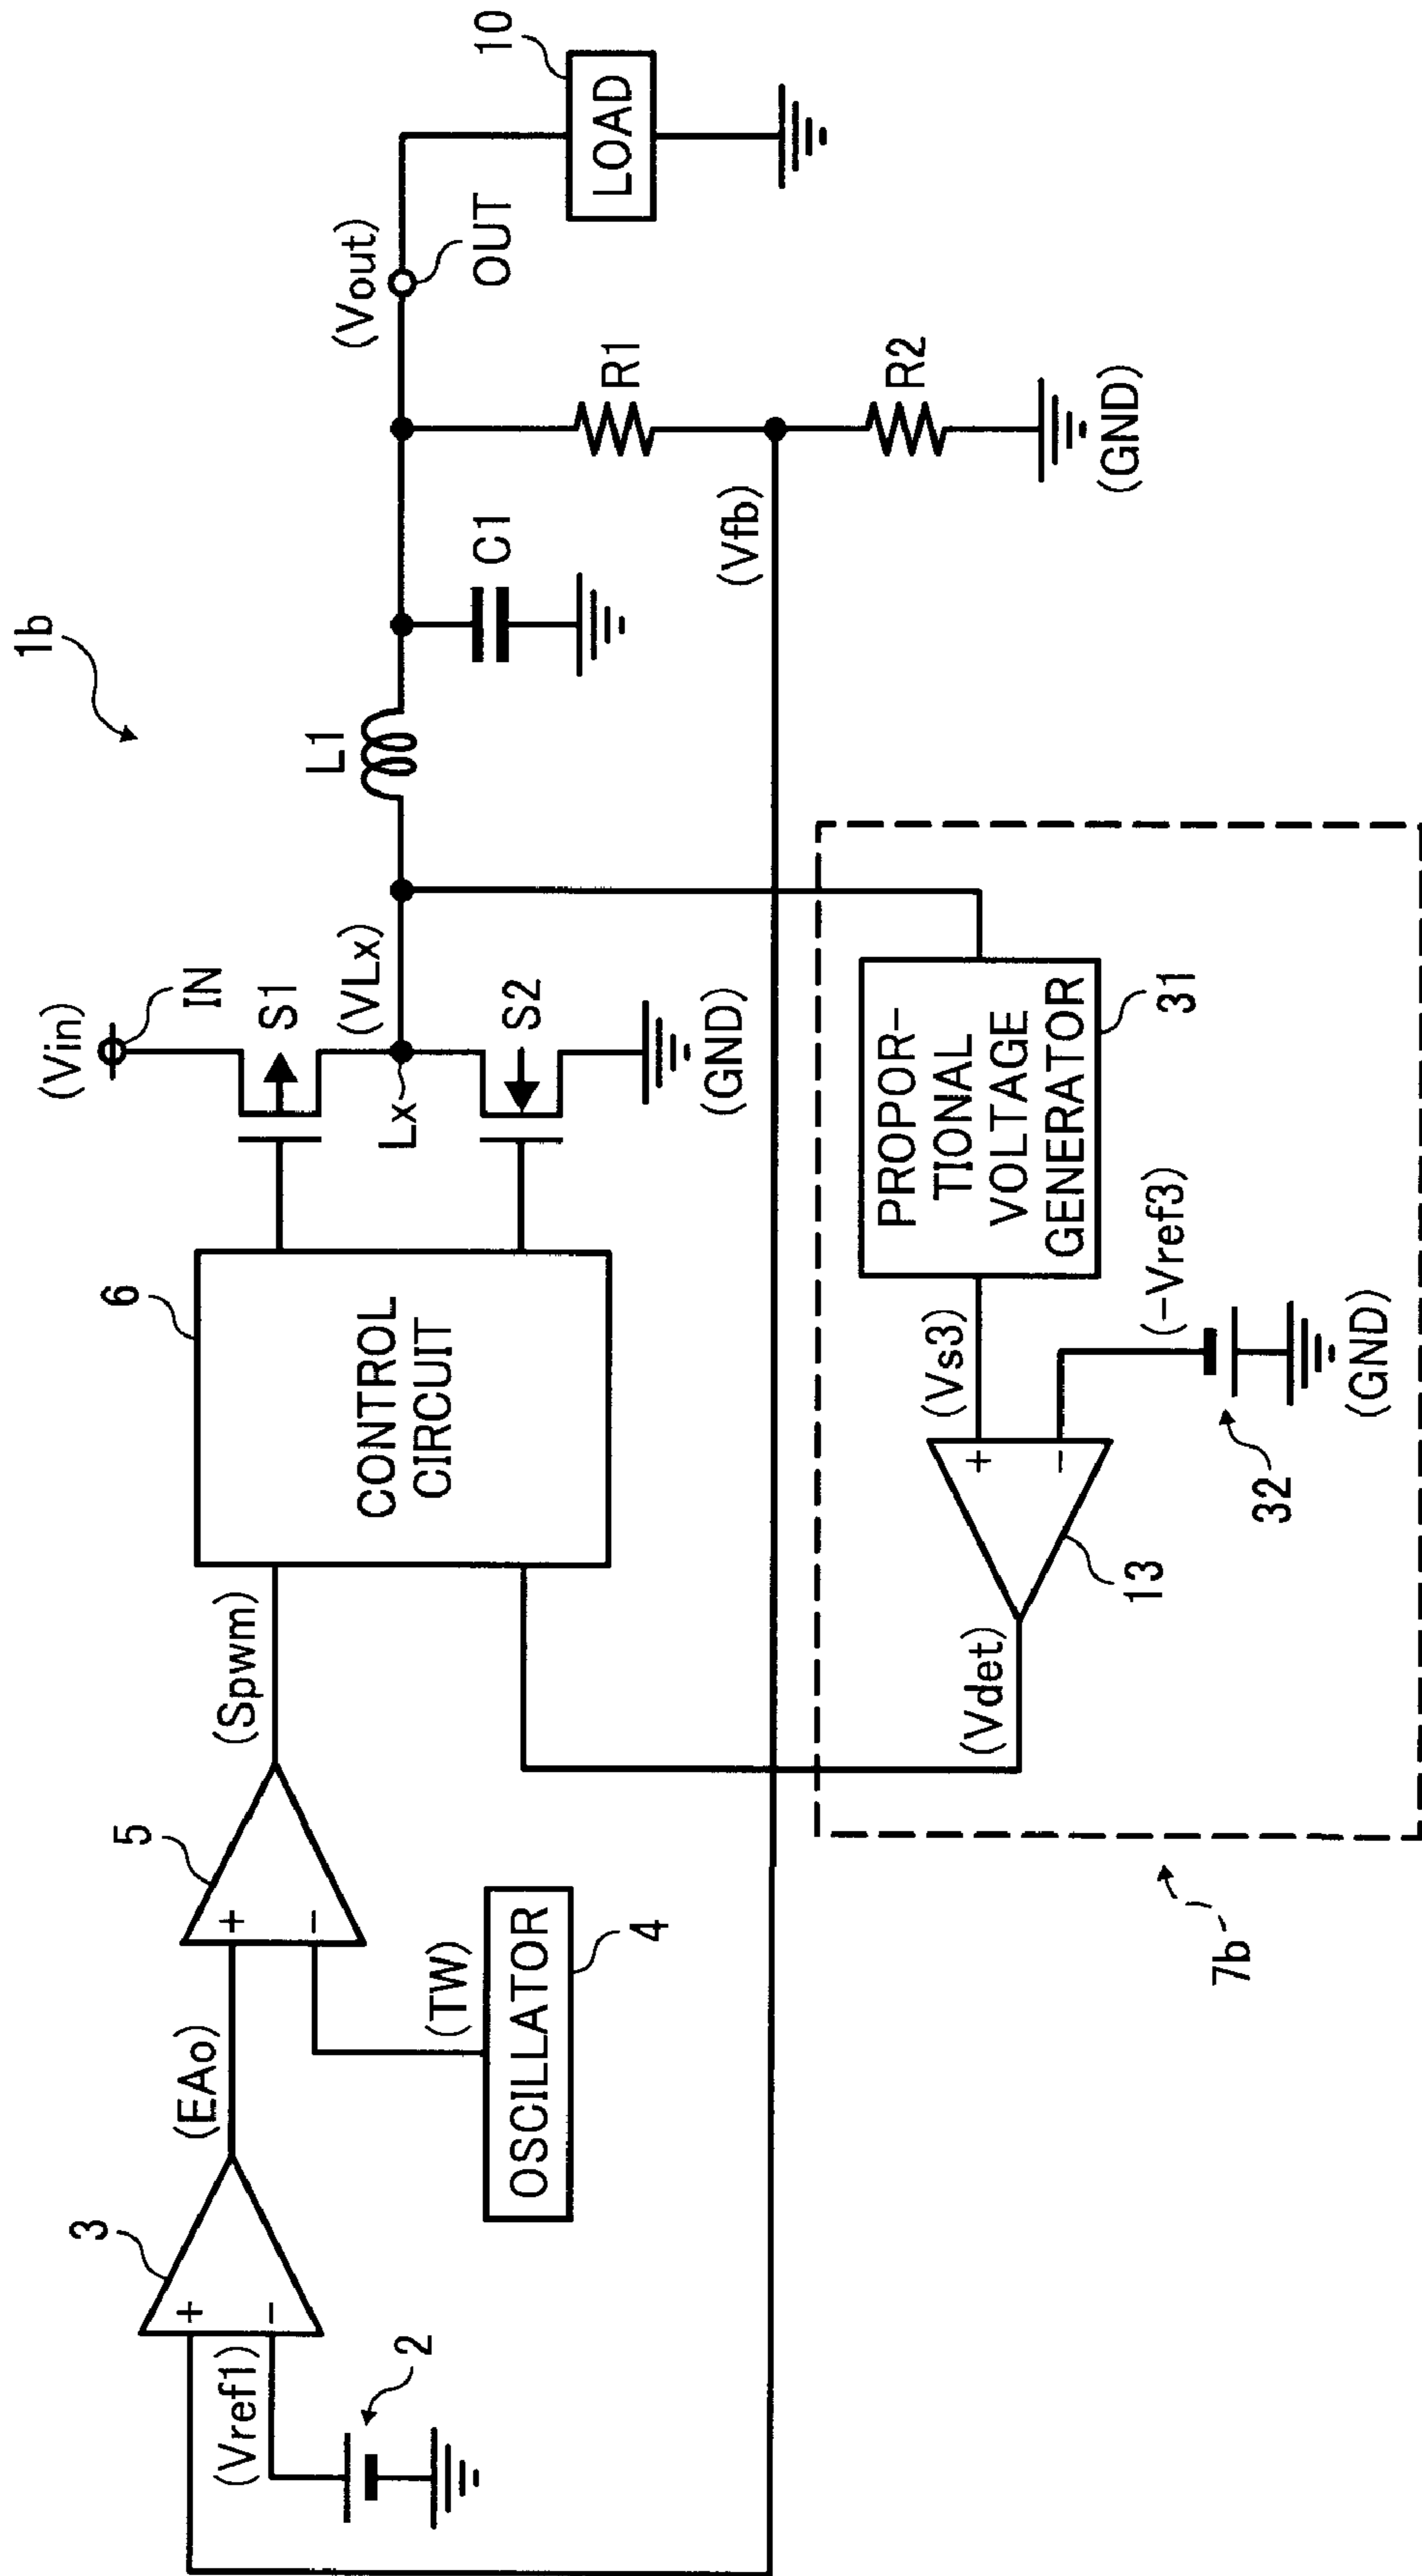 1b
(Vin)
IN
S1
(VLx)
Lx
S2
(GND)
L1
C1
(Vout)
OUT
10
LOAD
R1
(Vfb)
R2
(GND)
6
CONTROL
CIRCUIT
(Spwm)
5
+
-
(EAo)
(TW)
OSCILLATOR
4
3
+
-
(Vref1)
2
PROPOR-
TIONAL
VOLTAGE
GENERATOR
31
(Vs3)
(-Vref3)
(GND)
32
+
-
13
(Vdet)
7b